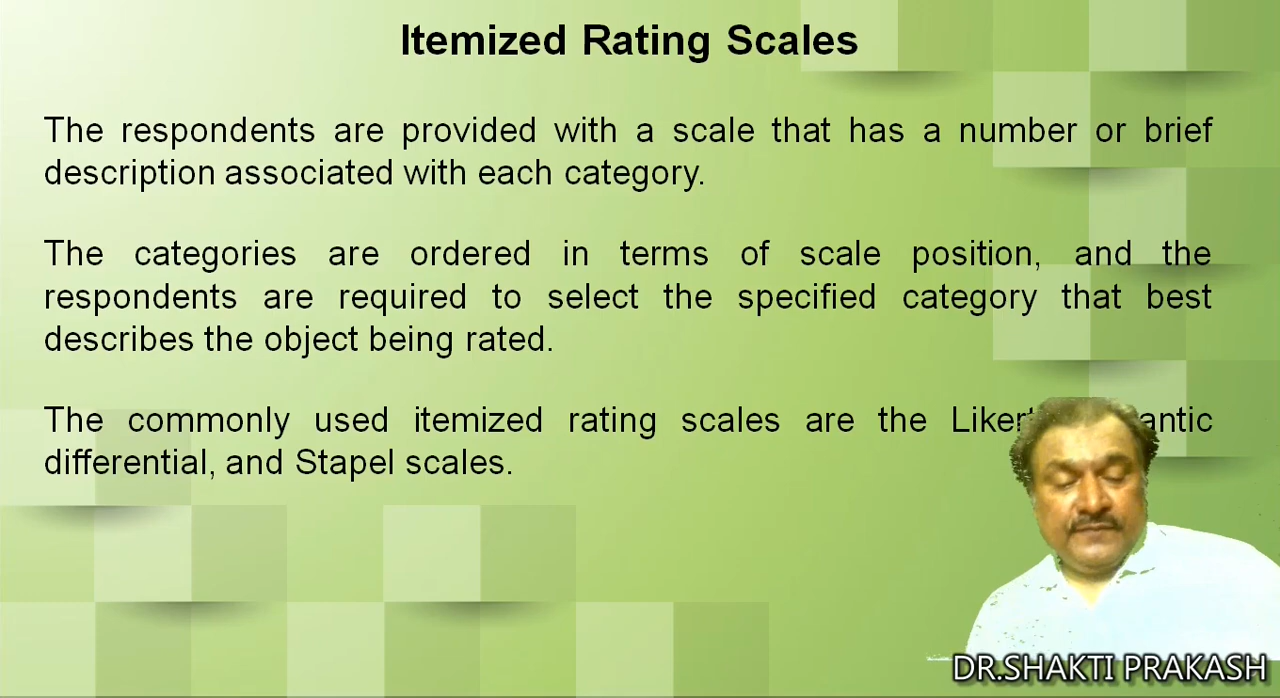 Itemized Rating Scales
The respondents are provided with a scale that has a number or brief
description associated with each category.
The categories are ordered in terms of scale position, and the
respondents are required to select the specified category that best
describes the object being rated.
The commonly used itemized rating scales are the
differential, and Stapel scales.
DR.SHAKTI PRAKASH